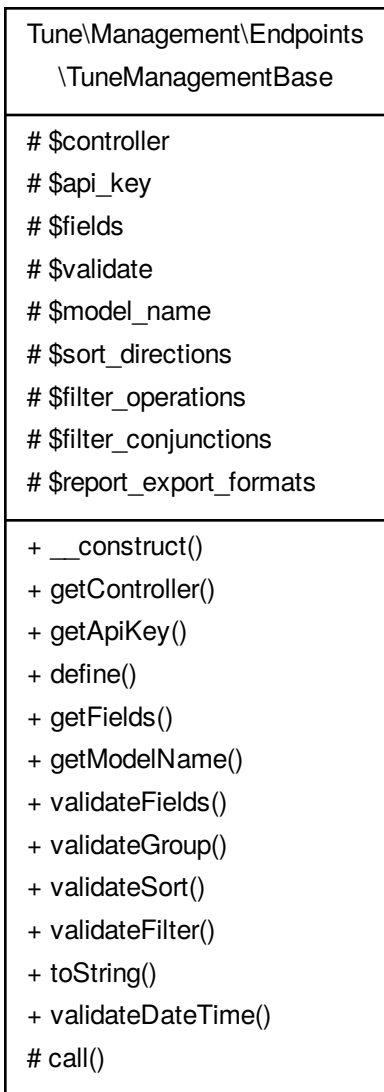 Tune\Management\Endpoints
\TuneManagementBase
# $controller
# $api_key
# $fields
# $validate
# $model_name
# $sort_directions
# $filter_operations
# $filter_conjunctions
# $report_export_formats
+ __construct()
+ getController()
+ getApiKey()
+ define()
+ getFields()
+ getModelName()
+ validateFields()
+ validateGroup()
+ validateSort()
+ validateFilter()
+ toString()
+ validateDateTime()
# call()